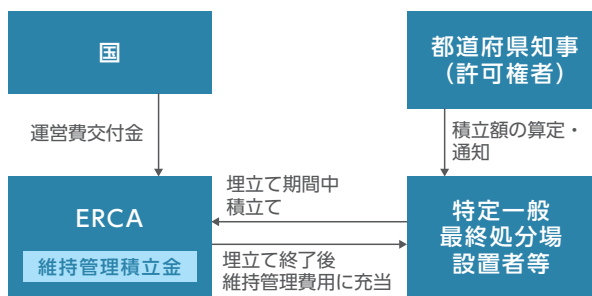 国
都道府県知事
（許可権者）
運営費交付金
積立額の算定・
通知
埋立て期間中
積立て
ERCA
維持管理積立金
特定一般
最終処分場
設置者等
埋立て終了後
維持管理費用に充当